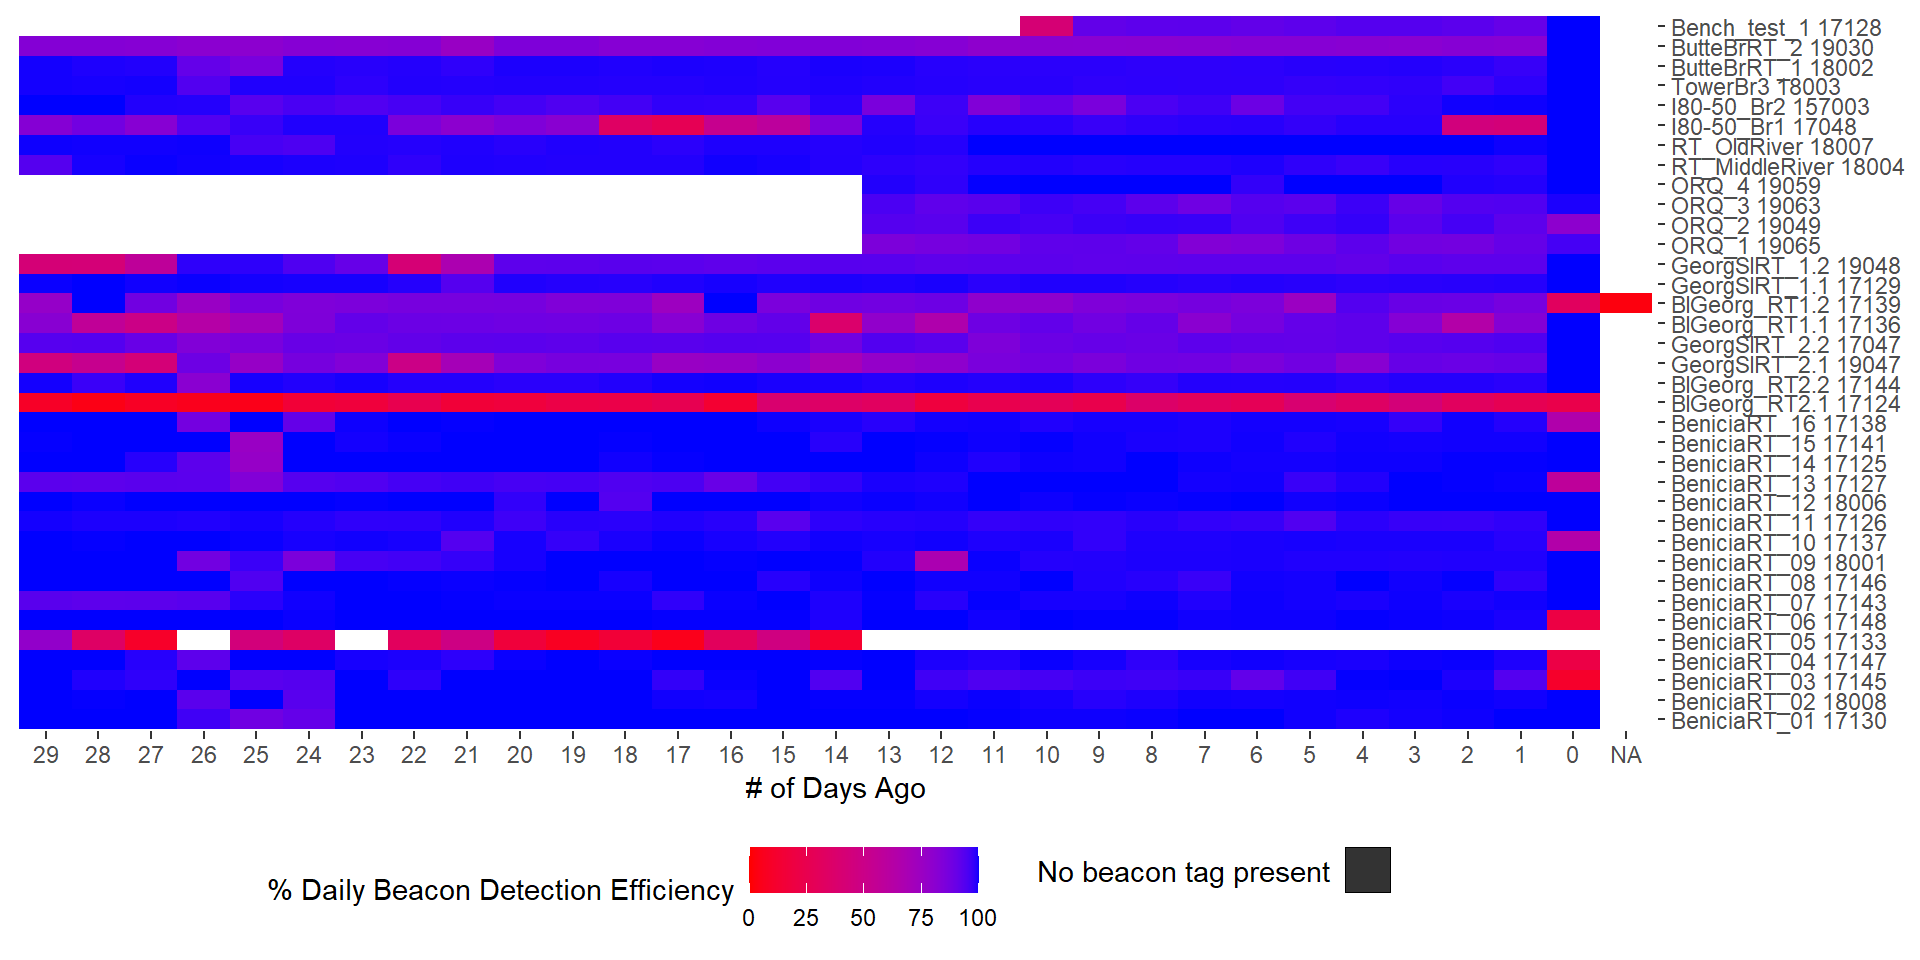 Bench_test_1 17128
ButteBrRT_2 19030
ButteBrRT_1 18002
TowerBr3 18003
I80-50_Br2 157003
I80-50_Br1 17048
RT_OldRiver 18007
RT_MiddleRiver 18004
ORQ_4 19059
ORQ_3 19063
ORQ_2 19049
ORQ_1 19065
GeorgSlRT_1.2 19048
GeorgSlRT_1.1 17129
BlGeorg_RT1.2 17139
BlGeorg_RT1.1 17136
GeorgSlRT_2.2 17047
GeorgSlRT_2.1 19047
BlGeorg_RT2.2 17144
BlGeorg_RT2.1 17124
BeniciaRT_16 17138
BeniciaRT_15 17141
BeniciaRT_14 17125
BeniciaRT_13 17127
BeniciaRT_12 18006
BeniciaRT_11 17126
BeniciaRT_10 17137
BeniciaRT_09 18001
BeniciaRT_08 17146
BeniciaRT_07 17143
BeniciaRT_06 17148
BeniciaRT_05 17133
BeniciaRT_04 17147
BeniciaRT_03 17145
BeniciaRT_02 18008
BeniciaRT_01 17130
29 28 27 26 25 24 23 22 21 20 19 18 17 16 15 14 13 12 11 10 9 8 7 6 5 4 3 2 1 0 NA
# of Days Ago
% Daily Beacon Detection Efficiency
0 25 50 75 100
No beacon tag present